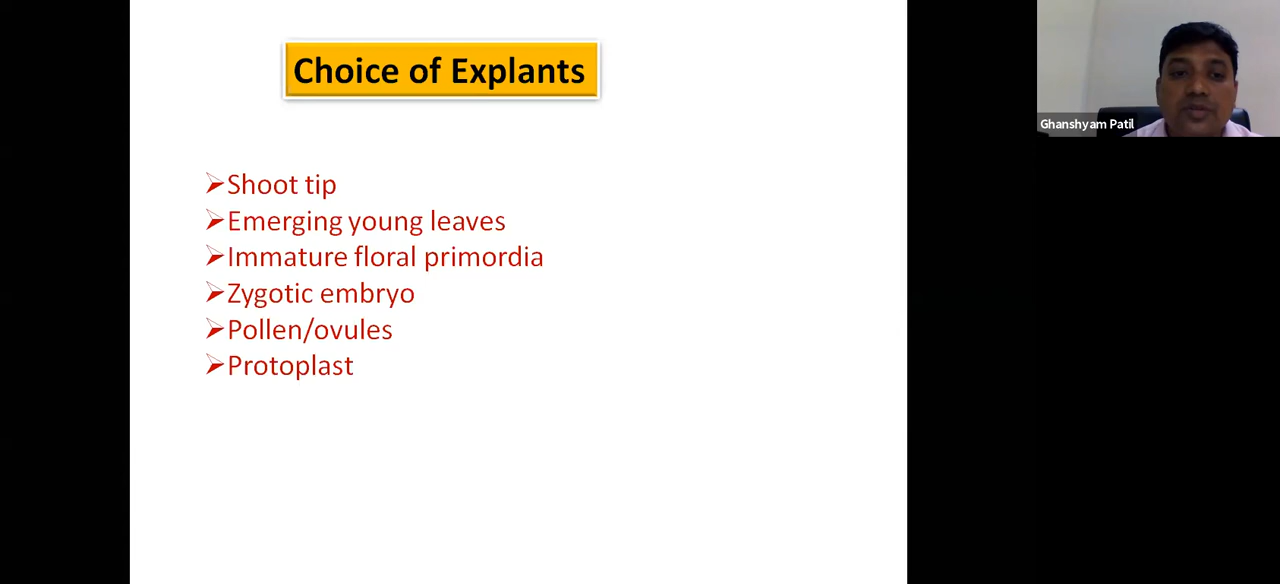 Choice of Explants
Ghanshyam Patil
Shoot tip
Emerging young leaves
Immature floral primordia
Zygotic embryo
Pollen/ovules
Protoplast